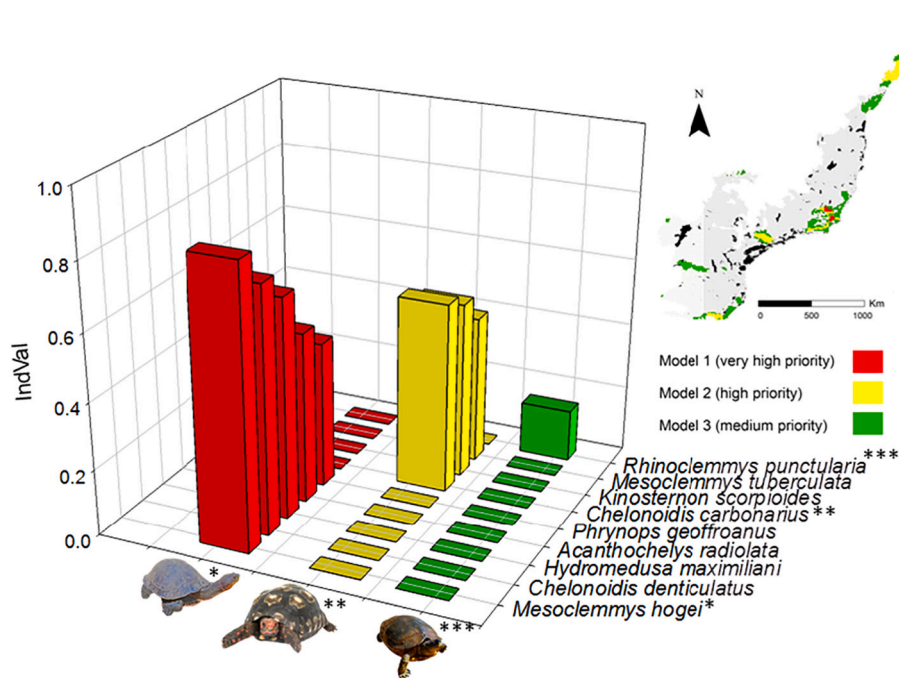 N
1.0
0.8
0.6
0.4
0.2
0.0
IndVal
0 500 1000 Km
Model 1 (very high priority)
Model 2 (high priority)
Model 3 (medium priority)
Rhinoclemmys punctularia***
Mesoclemmys tuberculata
Kinosternon scorpioides
Chelonoidis carbonarius**
Phrynops geoffroanus
Acanthochelys radiolata
Hydromedusa maximiliani
Chelonoidis denticulatus
Mesoclemmys hogei*
*
**
***